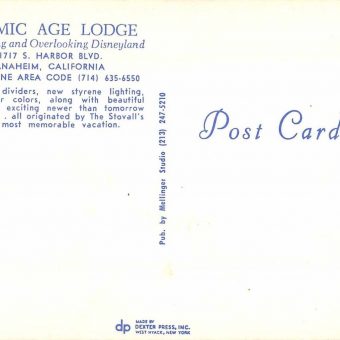 MIC AGE LODGE
ng and Overlooking Disneyland
1717 S. HARBOR BLVD.
ANAHEIM, CALIFORNIA
NE AREA CODE (714) 635-6550
dividers, new styrene lighting,
r colors, along with beautiful
exciting newer than tomorrow
. all originated by The Stovall's
most memorable vacation.
Pub. by Mellinger Studio (213) 247-5210
Post Card
dp MADE BY
DEXTER PRESS, INC.
WEST NYACK, NEW YORK